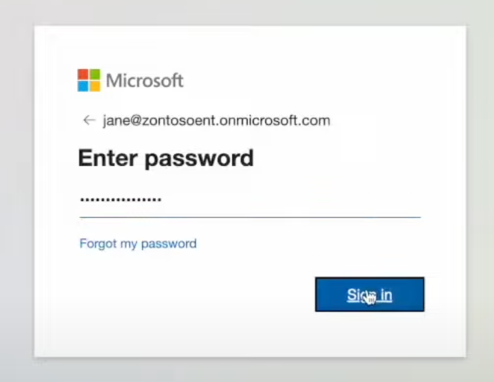 Microsoft
← jane@zontosoent.onmicrosoft.com
Enter password
................
Forgot my password
Sign in